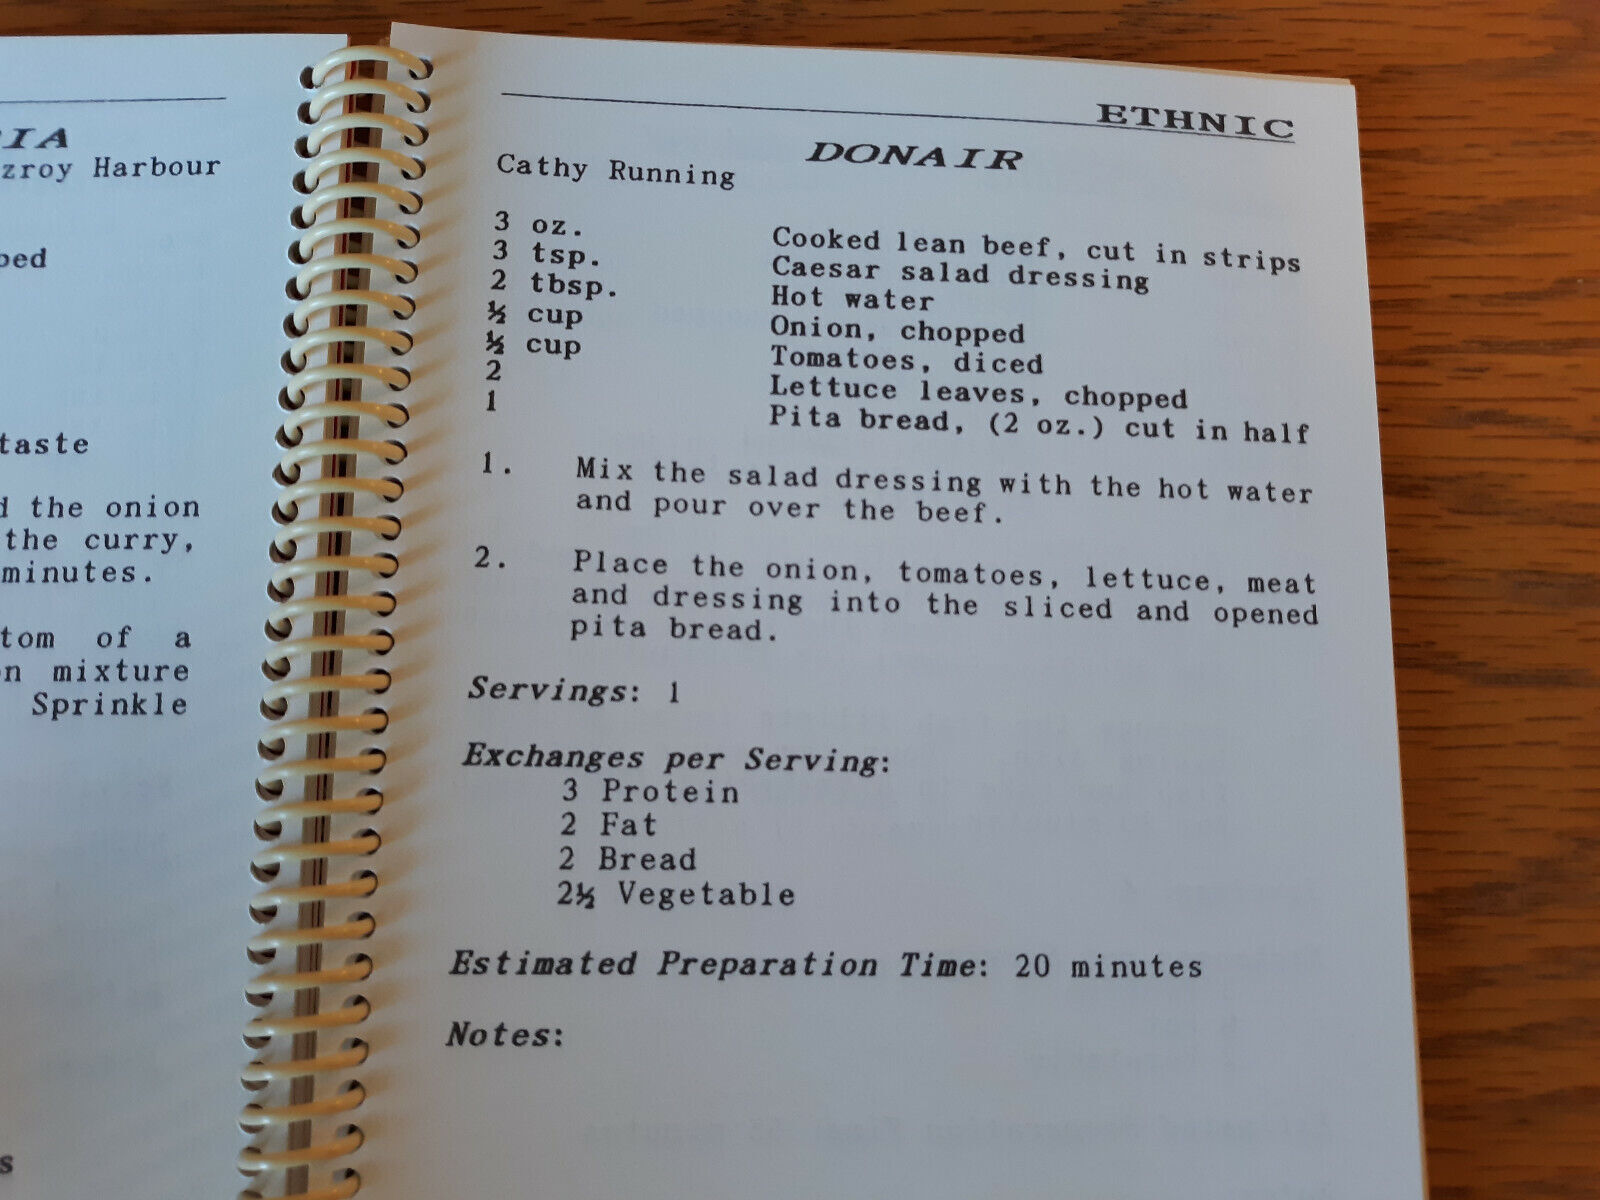 IA
zroy Harbour
ped
taste
d the onion
the curry,
minutes.
tom of a
n mixture
Sprinkle
s
ETHNIC
DONAIR
Cathy Running
3 oz. Cooked lean beef, cut in strips
3 tsp. Caesar salad dressing
2 tbsp. Hot water
½ cup Onion, chopped
½ cup Tomatoes, diced
2 Lettuce leaves, chopped
1 Pita bread, (2 oz.) cut in half
1. Mix the salad dressing with the hot water
and pour over the beef.
2. Place the onion, tomatoes, lettuce, meat
and dressing into the sliced and opened
pita bread.
Servings: 1
Exchanges per Serving:
3 Protein
2 Fat
2 Bread
2½ Vegetable
Estimated Preparation Time: 20 minutes
Notes: